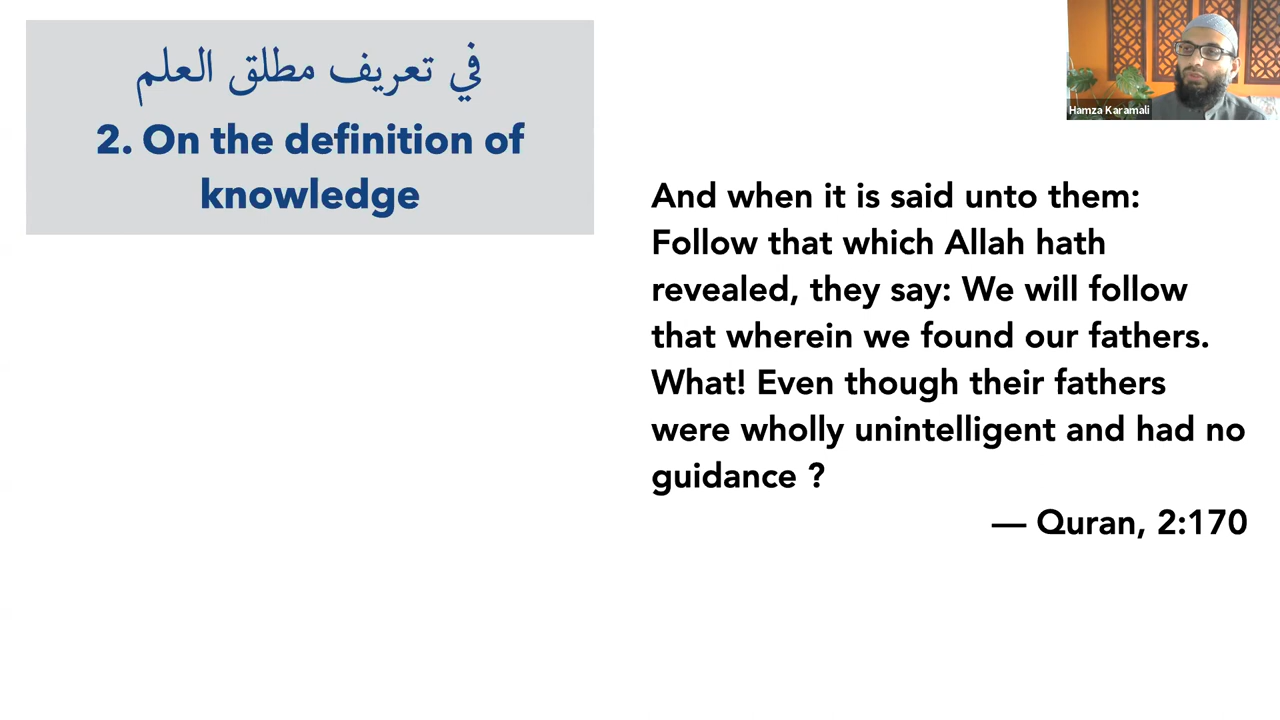 في تعريف مطلق العلم
2. On the definition of
knowledge
Hamza Karamali
And when it is said unto them:
Follow that which Allah hath
revealed, they say: We will follow
that wherein we found our fathers.
What! Even though their fathers
were wholly unintelligent and had no
guidance ?
— Quran, 2:170